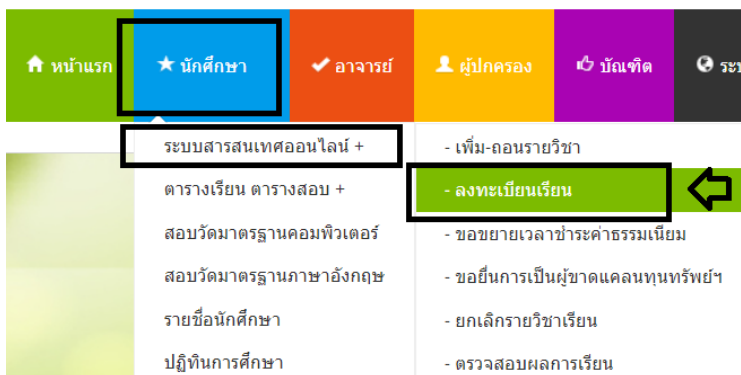 หน้าแรก
นักศึกษา
อาจารย์
ผู้ปกครอง
บัณฑิต
ระบสารสนเทศออนไลน์ +
ตารางเรียน ตารางสอบ +
สอบวัดมาตรฐานคอมพิวเตอร์
สอบวัดมาตรฐานภาษาอังกฤษ
รายชื่อนักศึกษา
ปฏิทินการศึกษา
- เพิ่ม-ถอนรายวิชา
- ลงทะเบียนเรียน
- ขอขยายเวลาชำระค่าธรรมเนียม
- ขอยื่นการเป็นผู้ขาดแคลนทุนทรัพย์ฯ
- ยกเลิกรายวิชาเรียน
- ตรวจสอบผลการเรียน